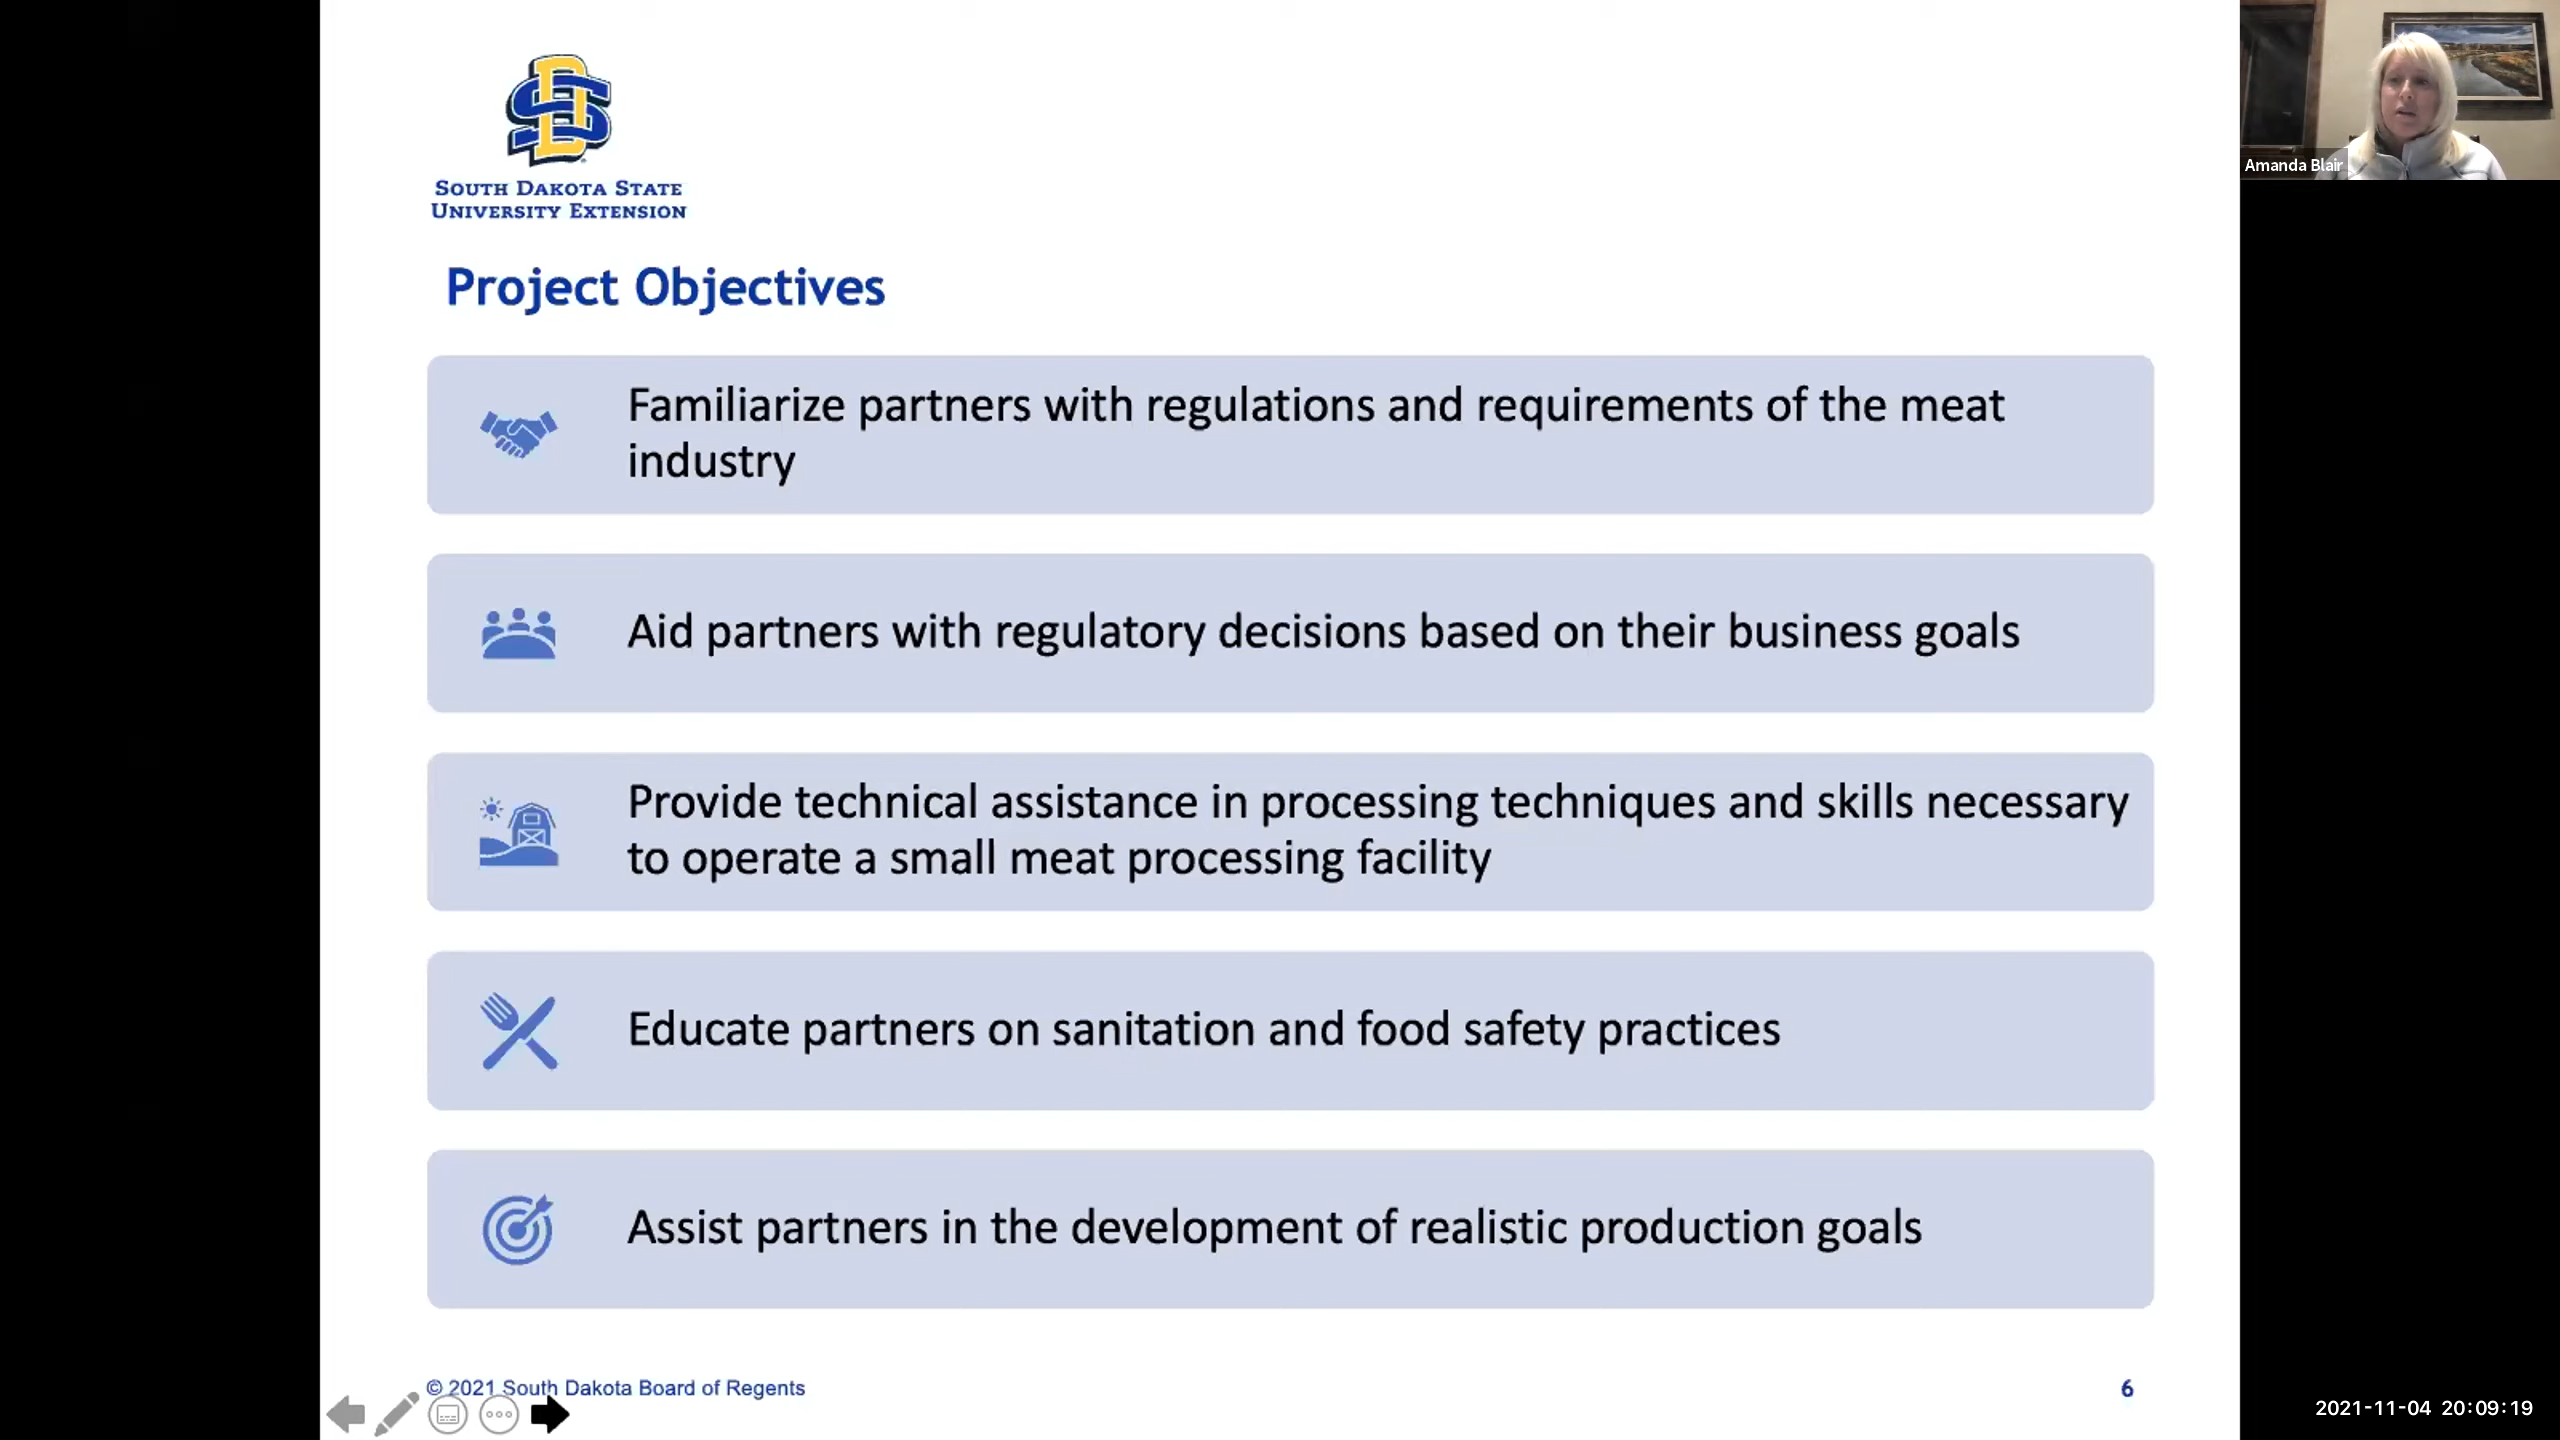 South Dakota State
University Extension
Amanda Blair
Project Objectives
Familiarize partners with regulations and requirements of the meat
industry
Aid partners with regulatory decisions based on their business goals
Provide technical assistance in processing techniques and skills necessary
to operate a small meat processing facility
Educate partners on sanitation and food safety practices
Assist partners in the development of realistic production goals
© 2021 South Dakota Board of Regents
6
2021-11-04 20:09:19